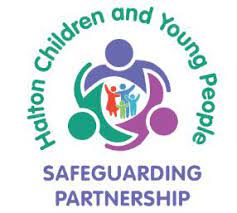 Halton Children and Young People
SAFEGUARDING
PARTNERSHIP